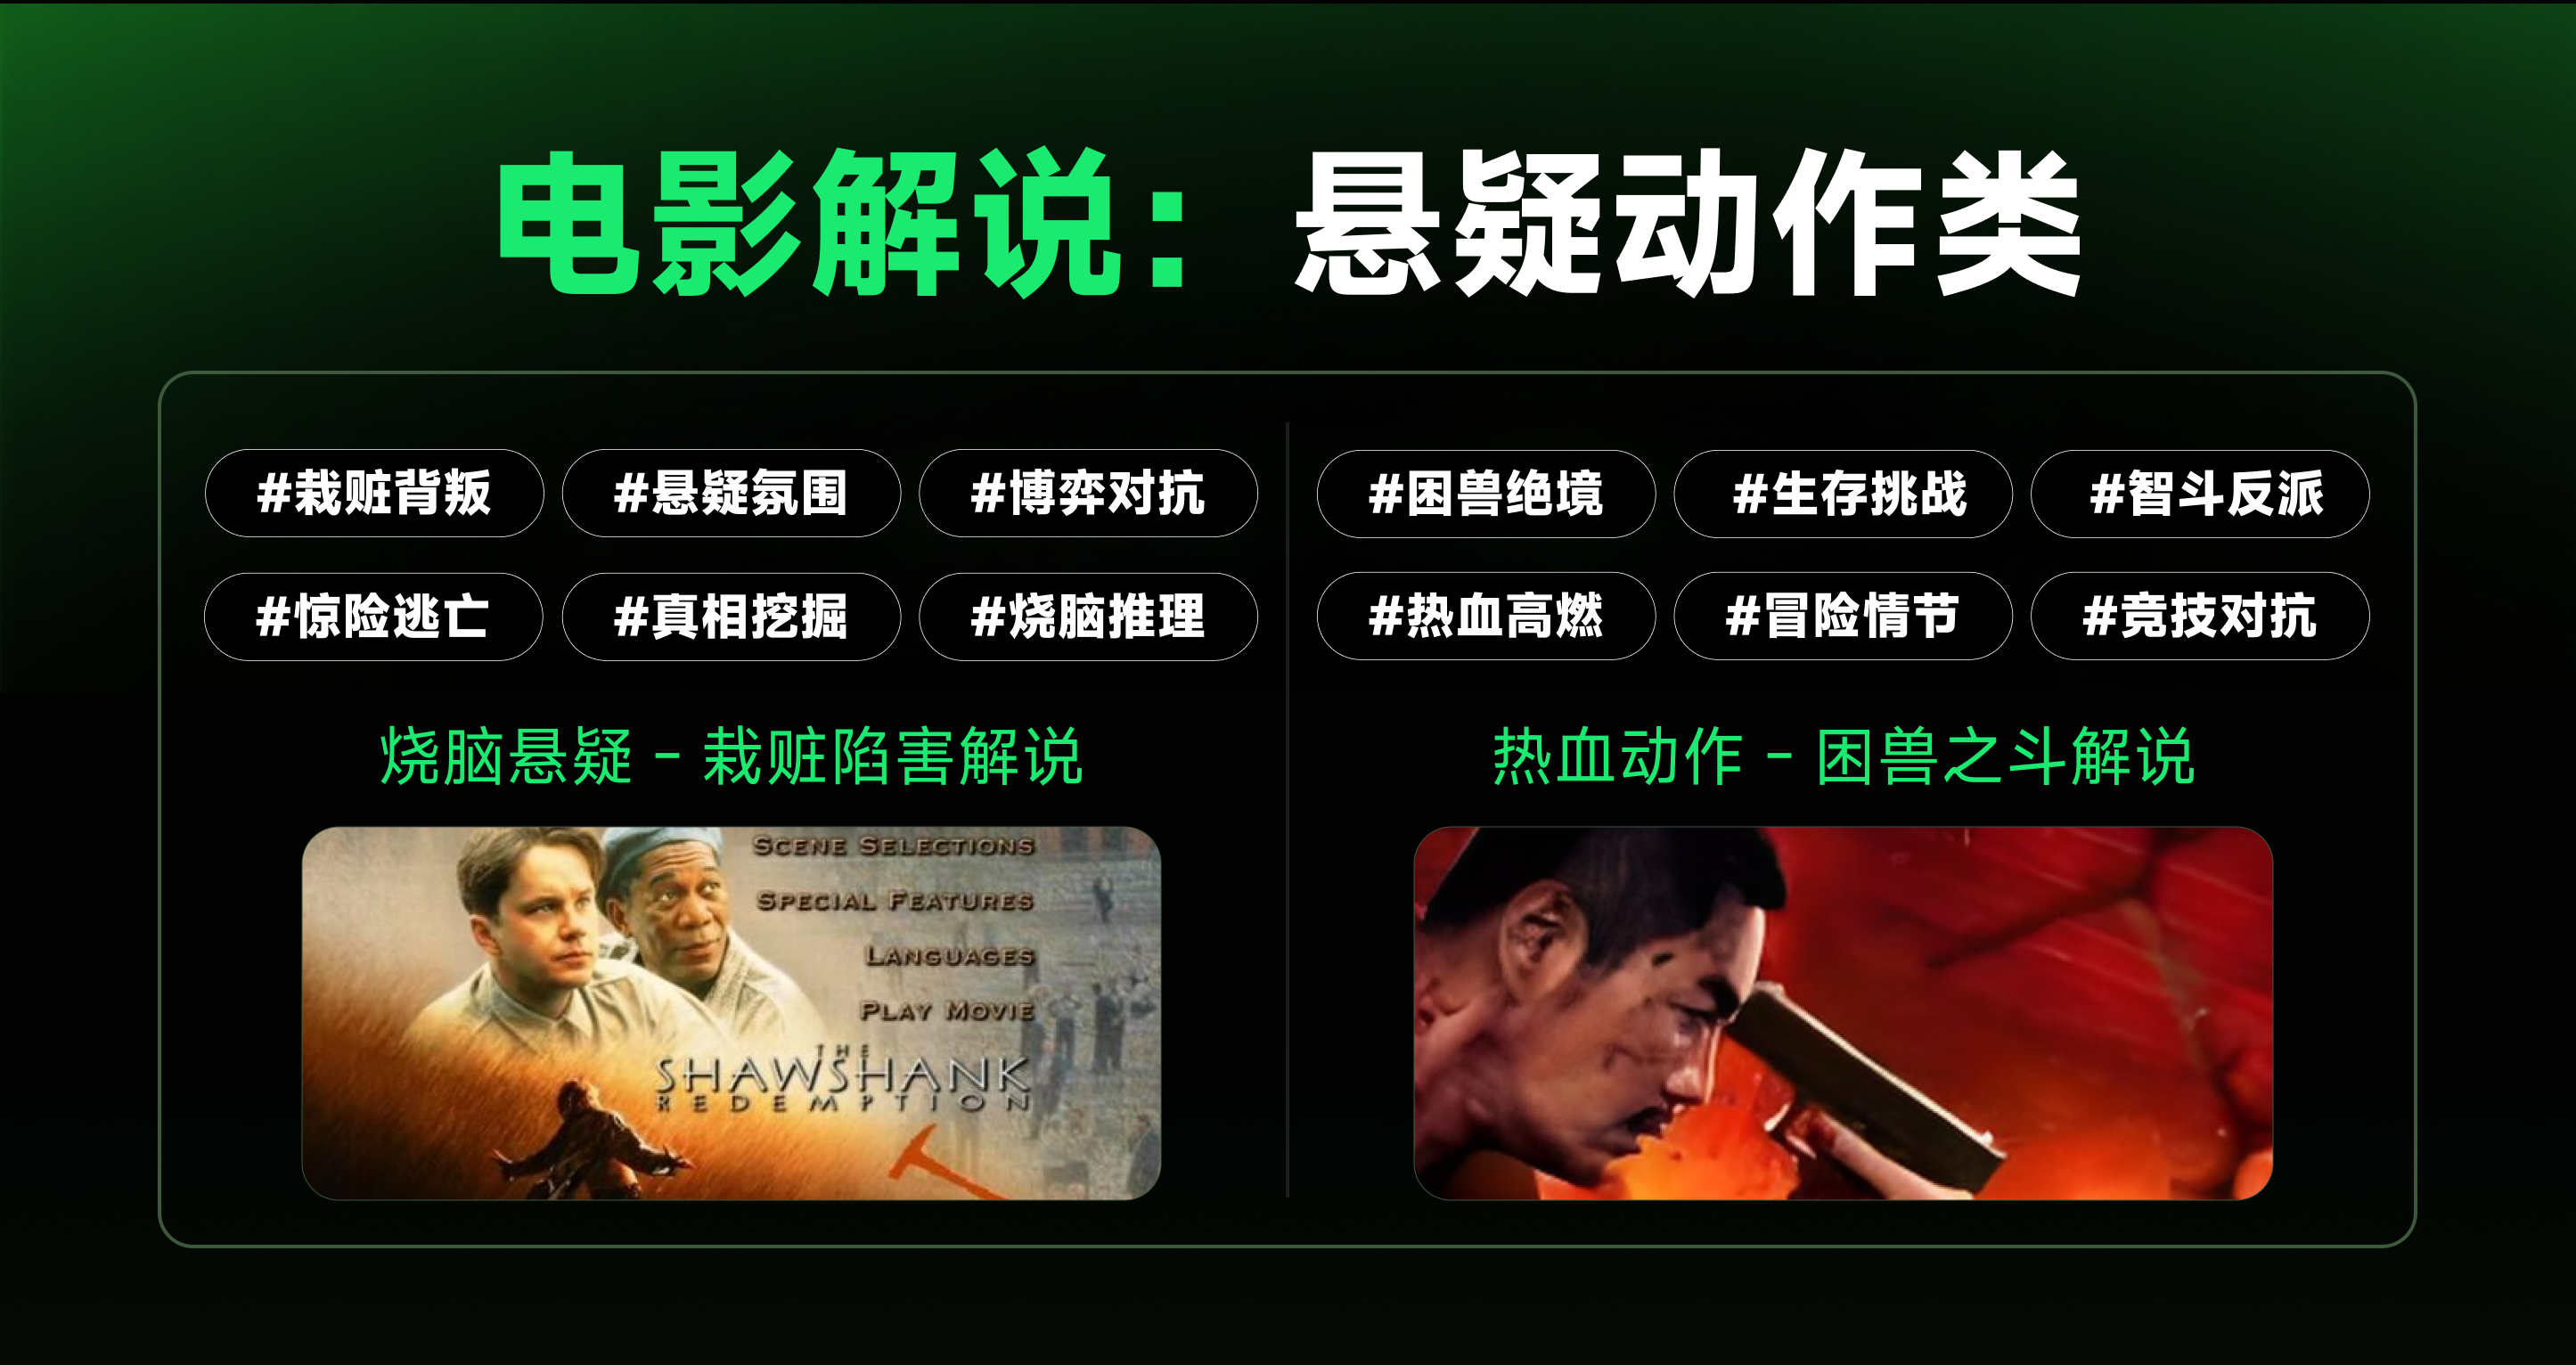 电影解说：悬疑动作类
#栽赃背叛 #悬疑氛围 #博弈对抗
#惊险逃亡 #真相挖掘 #烧脑推理
烧脑悬疑 - 栽赃陷害解说
SCENE SELECTIONS
SPECIAL FEATURES
LANGUAGES
PLAY MOVIE
THE
SHAWSHANK
REDEMPTION
#困兽绝境 #生存挑战 #智斗反派
#热血高燃 #冒险情节 #竞技对抗
热血动作 - 困兽之斗解说